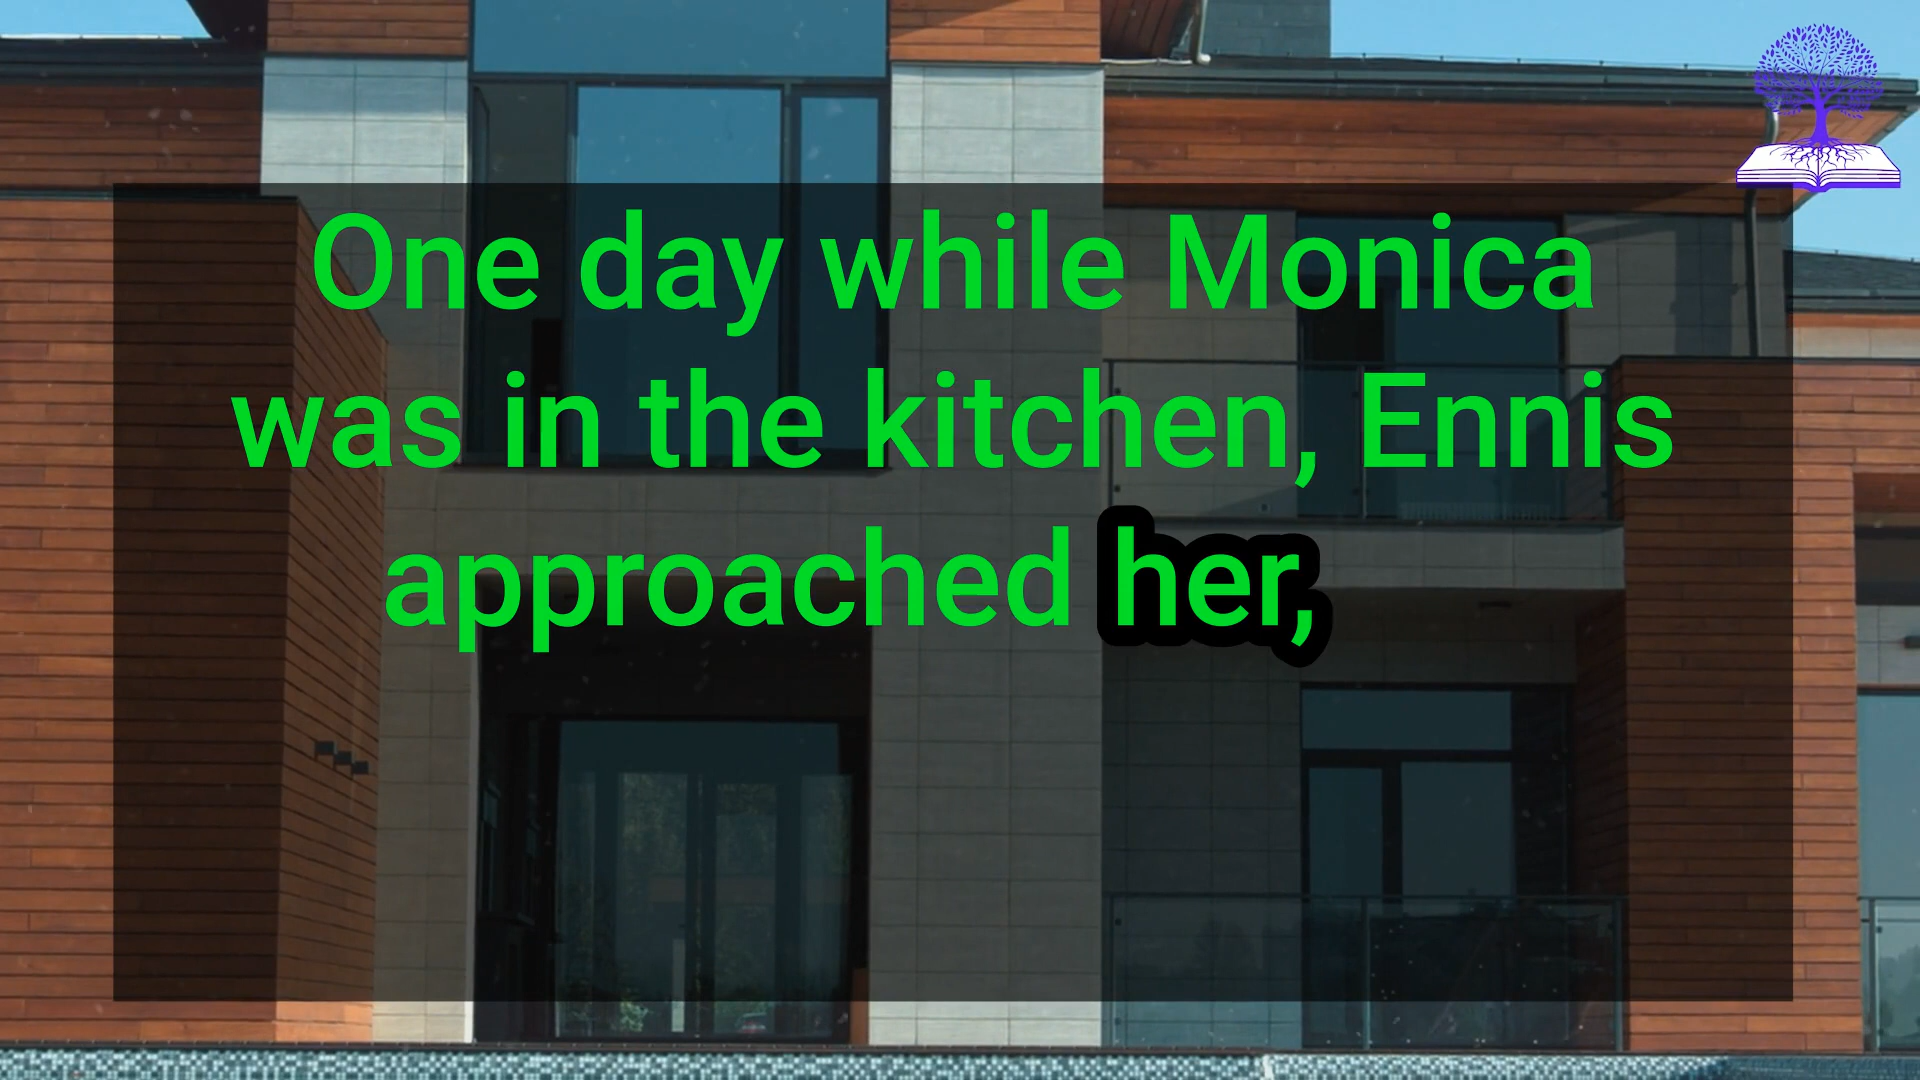 One day while Monica
was in the kitchen, Ennis
approached her,